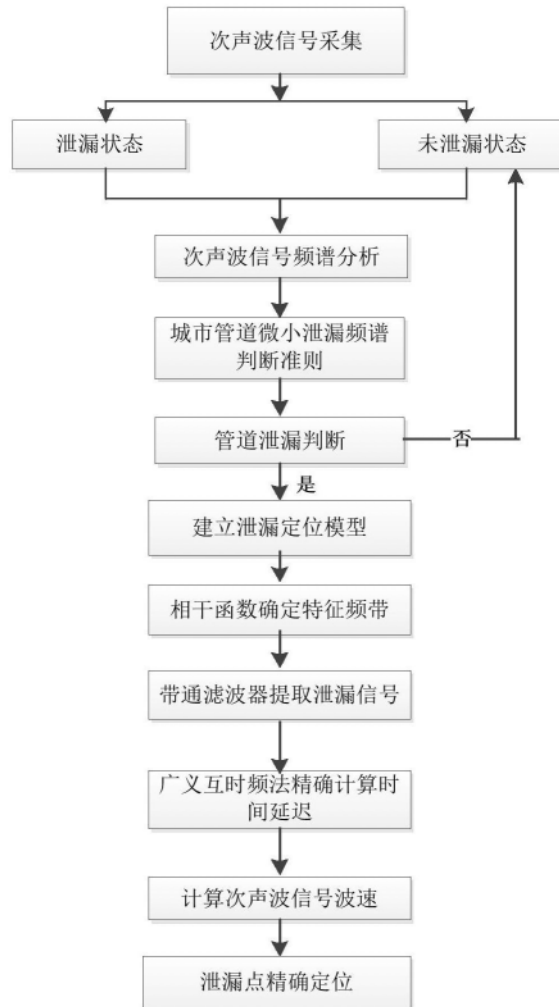 次声波信号采集
泄漏状态
未泄漏状态
次声波信号频谱分析
城市管道微小泄漏频谱
判断准则
管道泄漏判断
否
是
建立泄漏定位模型
相干函数确定特征频带
带通滤波器提取泄漏信号
广义互时频法精确计算时
间延迟
计算次声波信号波速
泄漏点精确定位